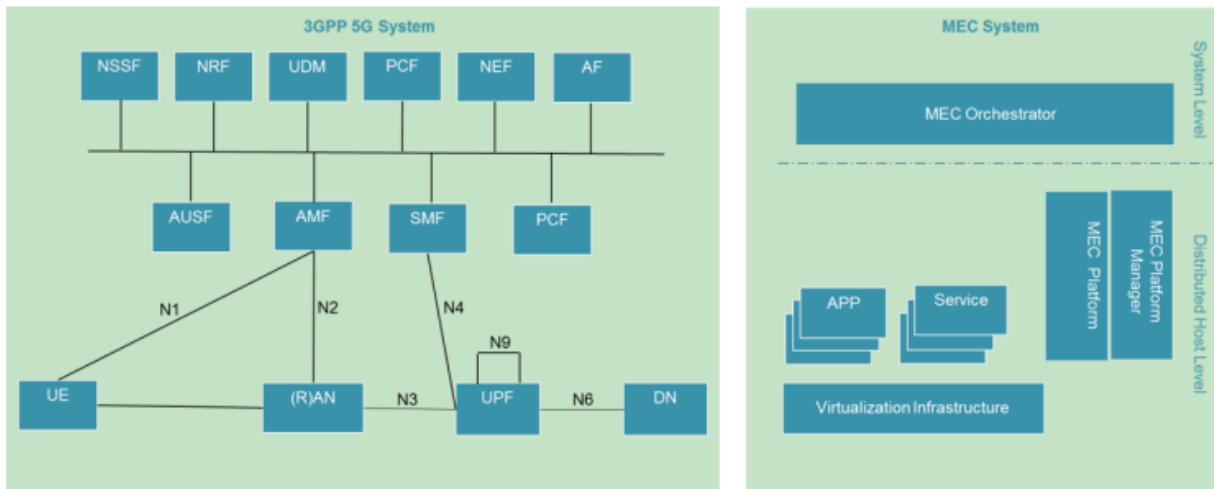 3GPP 5G System
NSSF
NRF
UDM
PCF
NEF
AF
AUSF
AMF
SMF
PCF
N1
N2
N4
N9
UE
(R)AN
N3
UPF
N6
DN
MEC System
System Level
MEC Orchestrator
Distributed Host Level
MEC Platform
MEC Platform
Manager
APP
Service
Virtualization Infrastructure